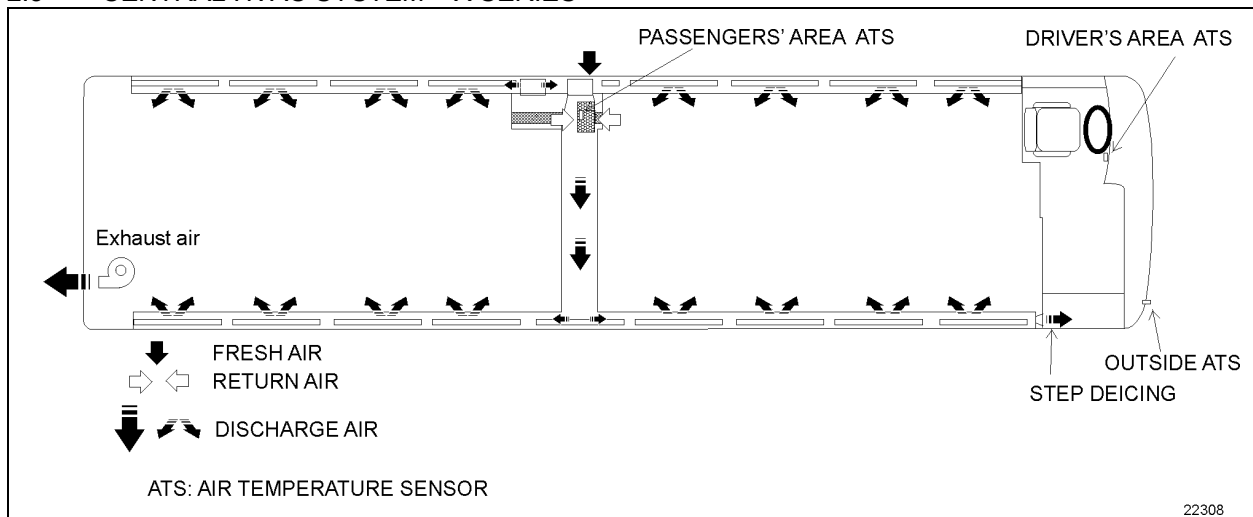 PASSENGERS' AREA ATS
DRIVER'S AREA ATS
Exhaust air
FRESH AIR
RETURN AIR
DISCHARGE AIR
OUTSIDE ATS
STEP DEICING
ATS: AIR TEMPERATURE SENSOR
22308